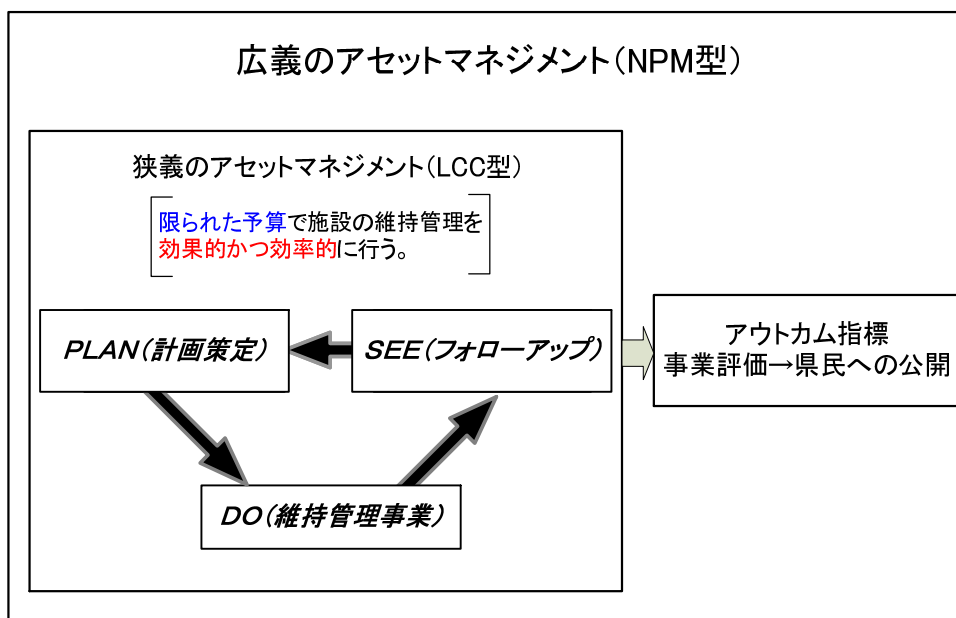 広義のアセットマネジメント（NPM型）
狭義のアセットマネジメント（LCC型）
限られた予算で施設の維持管理を
効果的かつ効率的に行う。
PLAN（計画策定）
SEE（フォローアップ）
アウトカム指標
事業評価→県民への公開
DO（維持管理事業）